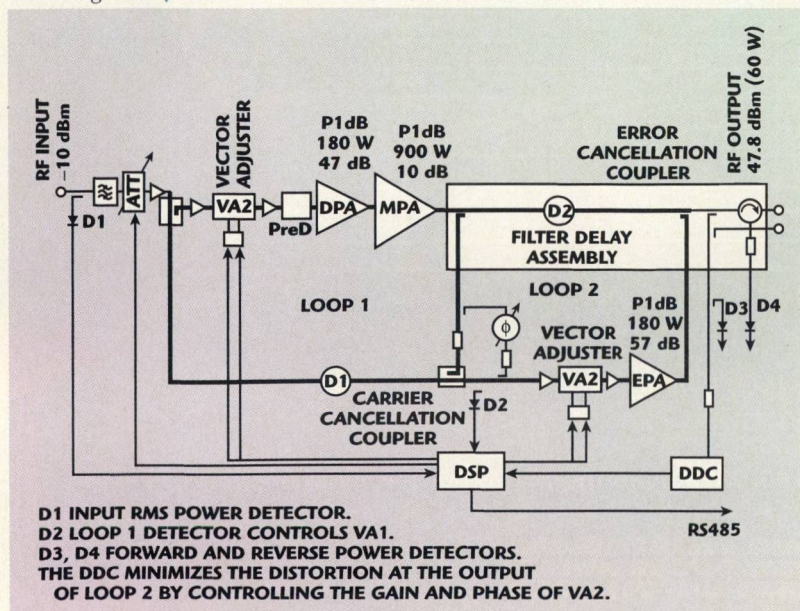 RF INPUT
–10 dBm
D1
ATT
VECTOR
ADJUSTER
VA2
PreD
P1dB
180 W
47 dB
DPA
P1dB
900 W
10 dB
MPA
ERROR
CANCELLATION
COUPLER
RF OUTPUT
47.8 dBm (60 W)
D2
FILTER DELAY
ASSEMBLY
LOOP 1
LOOP 2
D3
D4
ϕ
VECTOR
ADJUSTER
VA2
P1dB
180 W
57 dB
EPA
D1
CARRIER
CANCELLATION
COUPLER
D2
DSP
DDC
RS485
D1 INPUT RMS POWER DETECTOR.
D2 LOOP 1 DETECTOR CONTROLS VA1.
D3, D4 FORWARD AND REVERSE POWER DETECTORS.
THE DDC MINIMIZES THE DISTORTION AT THE OUTPUT
OF LOOP 2 BY CONTROLLING THE GAIN AND PHASE OF VA2.